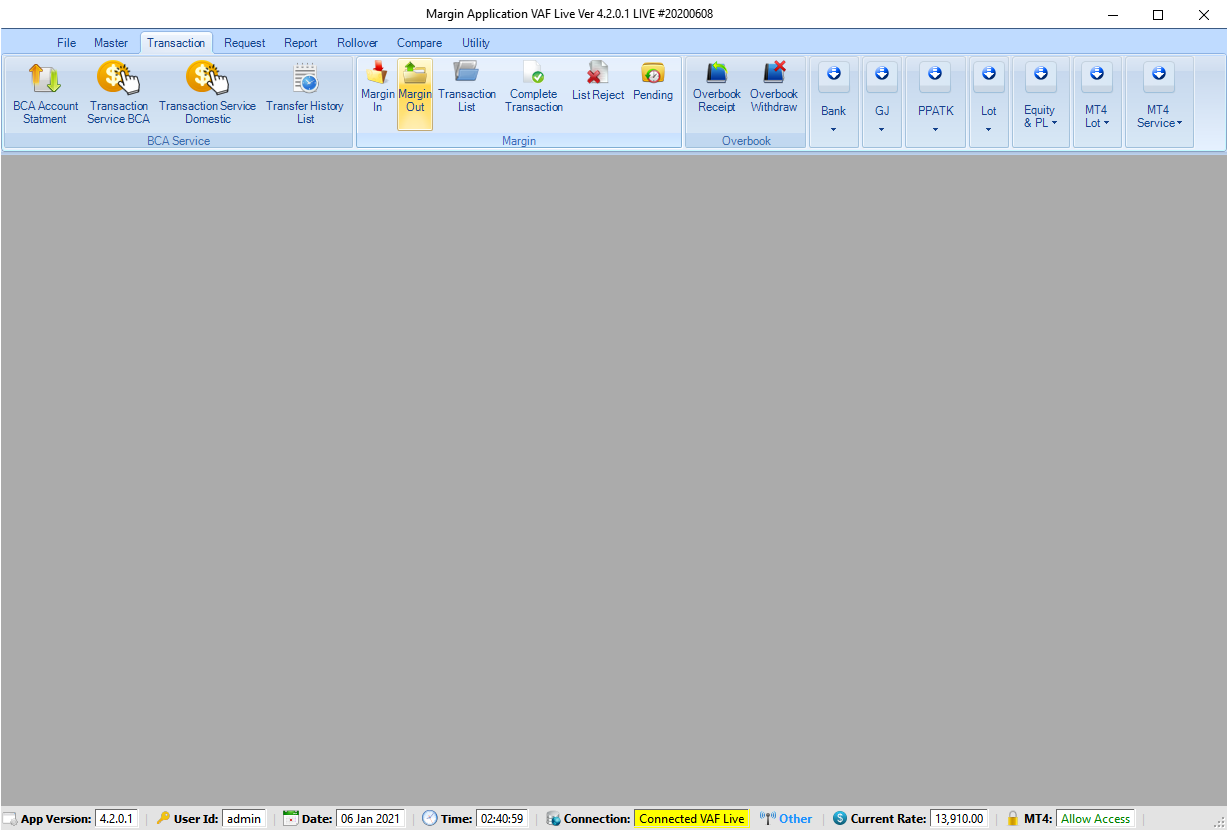 Margin Application VAF Live Ver 4.2.0.1 LIVE #20200608
File Master Transaction Request Report Rollover Compare Utility
BCA Account
Statment
Transaction
Service BCA
Transaction Service
Domestic
Transfer History
List
BCA Service
Margin
In
Margin
Out
Transaction
List
Complete
Transaction
List Reject
Pending
Margin
Overbook
Receipt
Overbook
Withdraw
Overbook
Bank
GJ
PPATK
Lot
Equity
& PL
MT4
Lot
MT4
Service
App Version: 4.2.0.1 User Id: admin Date: 06 Jan 2021 Time: 02:40:59 Connection: Connected VAF Live Other Current Rate: 13,910.00 MT4: Allow Access